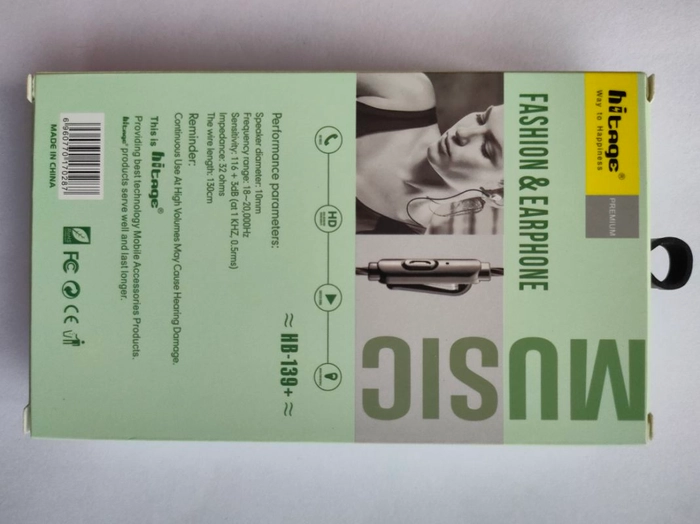 hitage®
Way to Happiness
PREMIUM
FASHION & EARPHONE
MUSIC
HD
≈ HB-139+ ≈
Performance parameters:
Speaker diameter: 10mm
Frequency range: 18~20,000Hz
Sensitivity: 116 + 3dB (at 1 KHZ, 0.5rms)
Impedance: 32 ohms
The wire length: 130cm
Reminder:
Continuous Use At High Volumes May Cause Hearing Damage.
This is hitage®
Providing best technology Mobile Accessories Products.
hitage® products serve well and last longer.
6960770170287
MADE IN CHINA
FC CE